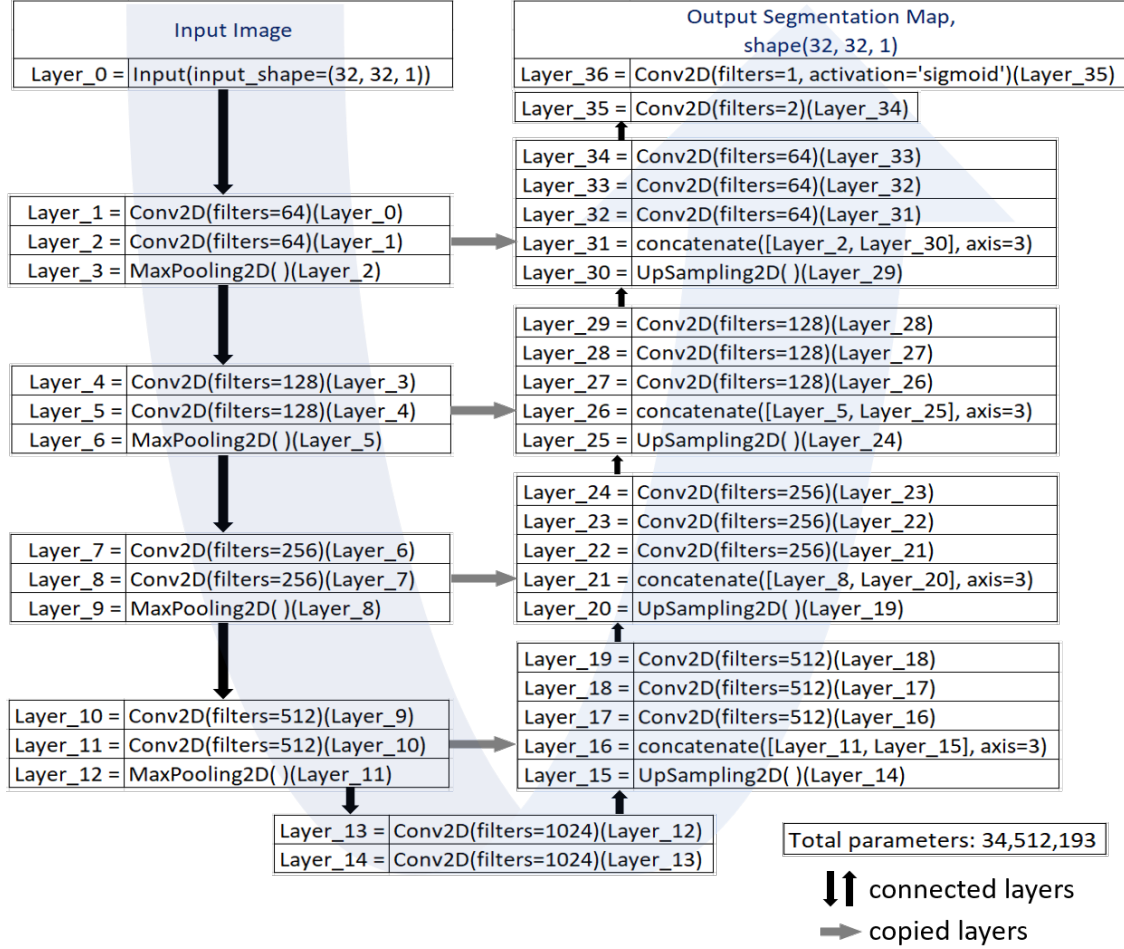 Input Image
Layer_0 = Input(input_shape=(32, 32, 1))
Layer_1 = Conv2D(filters=64)(Layer_0)
Layer_2 = Conv2D(filters=64)(Layer_1)
Layer_3 = MaxPooling2D( )(Layer_2)
Layer_4 = Conv2D(filters=128)(Layer_3)
Layer_5 = Conv2D(filters=128)(Layer_4)
Layer_6 = MaxPooling2D( )(Layer_5)
Layer_7 = Conv2D(filters=256)(Layer_6)
Layer_8 = Conv2D(filters=256)(Layer_7)
Layer_9 = MaxPooling2D( )(Layer_8)
Layer_10 = Conv2D(filters=512)(Layer_9)
Layer_11 = Conv2D(filters=512)(Layer_10)
Layer_12 = MaxPooling2D( )(Layer_11)
Layer_13 = Conv2D(filters=1024)(Layer_12)
Layer_14 = Conv2D(filters=1024)(Layer_13)
Output Segmentation Map,
shape(32, 32, 1)
Layer_36 = Conv2D(filters=1, activation='sigmoid')(Layer_35)
Layer_35 = Conv2D(filters=2)(Layer_34)
Layer_34 = Conv2D(filters=64)(Layer_33)
Layer_33 = Conv2D(filters=64)(Layer_32)
Layer_32 = Conv2D(filters=64)(Layer_31)
Layer_31 = concatenate([Layer_2, Layer_30], axis=3)
Layer_30 = UpSampling2D( )(Layer_29)
Layer_29 = Conv2D(filters=128)(Layer_28)
Layer_28 = Conv2D(filters=128)(Layer_27)
Layer_27 = Conv2D(filters=128)(Layer_26)
Layer_26 = concatenate([Layer_5, Layer_25], axis=3)
Layer_25 = UpSampling2D( )(Layer_24)
Layer_24 = Conv2D(filters=256)(Layer_23)
Layer_23 = Conv2D(filters=256)(Layer_22)
Layer_22 = Conv2D(filters=256)(Layer_21)
Layer_21 = concatenate([Layer_8, Layer_20], axis=3)
Layer_20 = UpSampling2D( )(Layer_19)
Layer_19 = Conv2D(filters=512)(Layer_18)
Layer_18 = Conv2D(filters=512)(Layer_17)
Layer_17 = Conv2D(filters=512)(Layer_16)
Layer_16 = concatenate([Layer_11, Layer_15], axis=3)
Layer_15 = UpSampling2D( )(Layer_14)
Total parameters: 34,512,193
connected layers
copied layers